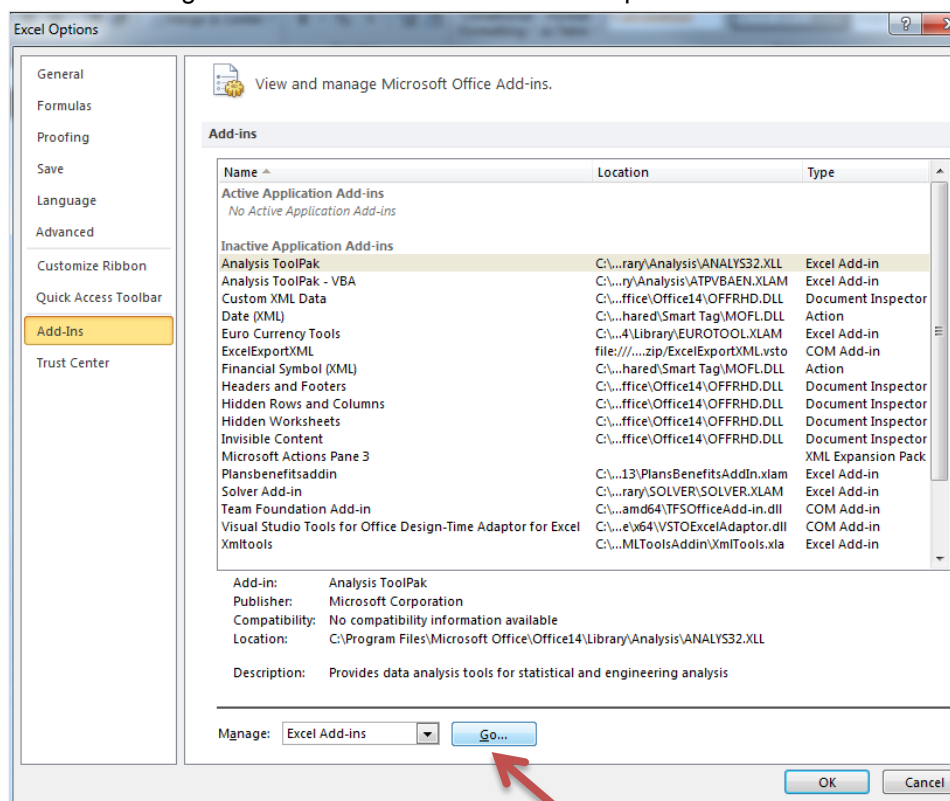 Excel Options
General
Formulas
Proofing
Save
Language
Advanced
Customize Ribbon
Quick Access Toolbar
Add-Ins
Trust Center
View and manage Microsoft Office Add-ins.
Add-ins
Name Location Type
Active Application Add-ins
No Active Application Add-ins
Inactive Application Add-ins
Analysis ToolPak C:\...rary\Analysis\ANALYS32.XLL Excel Add-in
Analysis ToolPak - VBA C:\...ry\Analysis\ATPVBAEN.XLAM Excel Add-in
Custom XML Data C:\...ffice\Office14\OFFRHD.DLL Document Inspector
Date (XML) C:\...hared\Smart Tag\MOFL.DLL Action
Euro Currency Tools C:\...4\Library\EUROTOOL.XLAM Excel Add-in
ExcelExportXML file:///....zip/ExcelExportXML.vsto COM Add-in
Financial Symbol (XML) C:\...hared\Smart Tag\MOFL.DLL Action
Headers and Footers C:\...ffice\Office14\OFFRHD.DLL Document Inspector
Hidden Rows and Columns C:\...ffice\Office14\OFFRHD.DLL Document Inspector
Hidden Worksheets C:\...ffice\Office14\OFFRHD.DLL Document Inspector
Invisible Content C:\...ffice\Office14\OFFRHD.DLL Document Inspector
Microsoft Actions Pane 3 XML Expansion Pack
Plansbenefitsaddin C:\...13\PlansBenefitsAddIn.xlam Excel Add-in
Solver Add-in C:\...rary\SOLVER\SOLVER.XLAM Excel Add-in
Team Foundation Add-in C:\...amd64\TFSOfficeAdd-in.dll COM Add-in
Visual Studio Tools for Office Design-Time Adaptor for Excel C:\...e\x64\VSTOExcelAdaptor.dll COM Add-in
Xmltools C:\...MLToolsAddin\XmlTools.xla Excel Add-in
Add-in: Analysis ToolPak
Publisher: Microsoft Corporation
Compatibility: No compatibility information available
Location: C:\Program Files\Microsoft Office\Office14\Library\Analysis\ANALYS32.XLL
Description: Provides data analysis tools for statistical and engineering analysis
Manage: Excel Add-ins Go...
OK Cancel